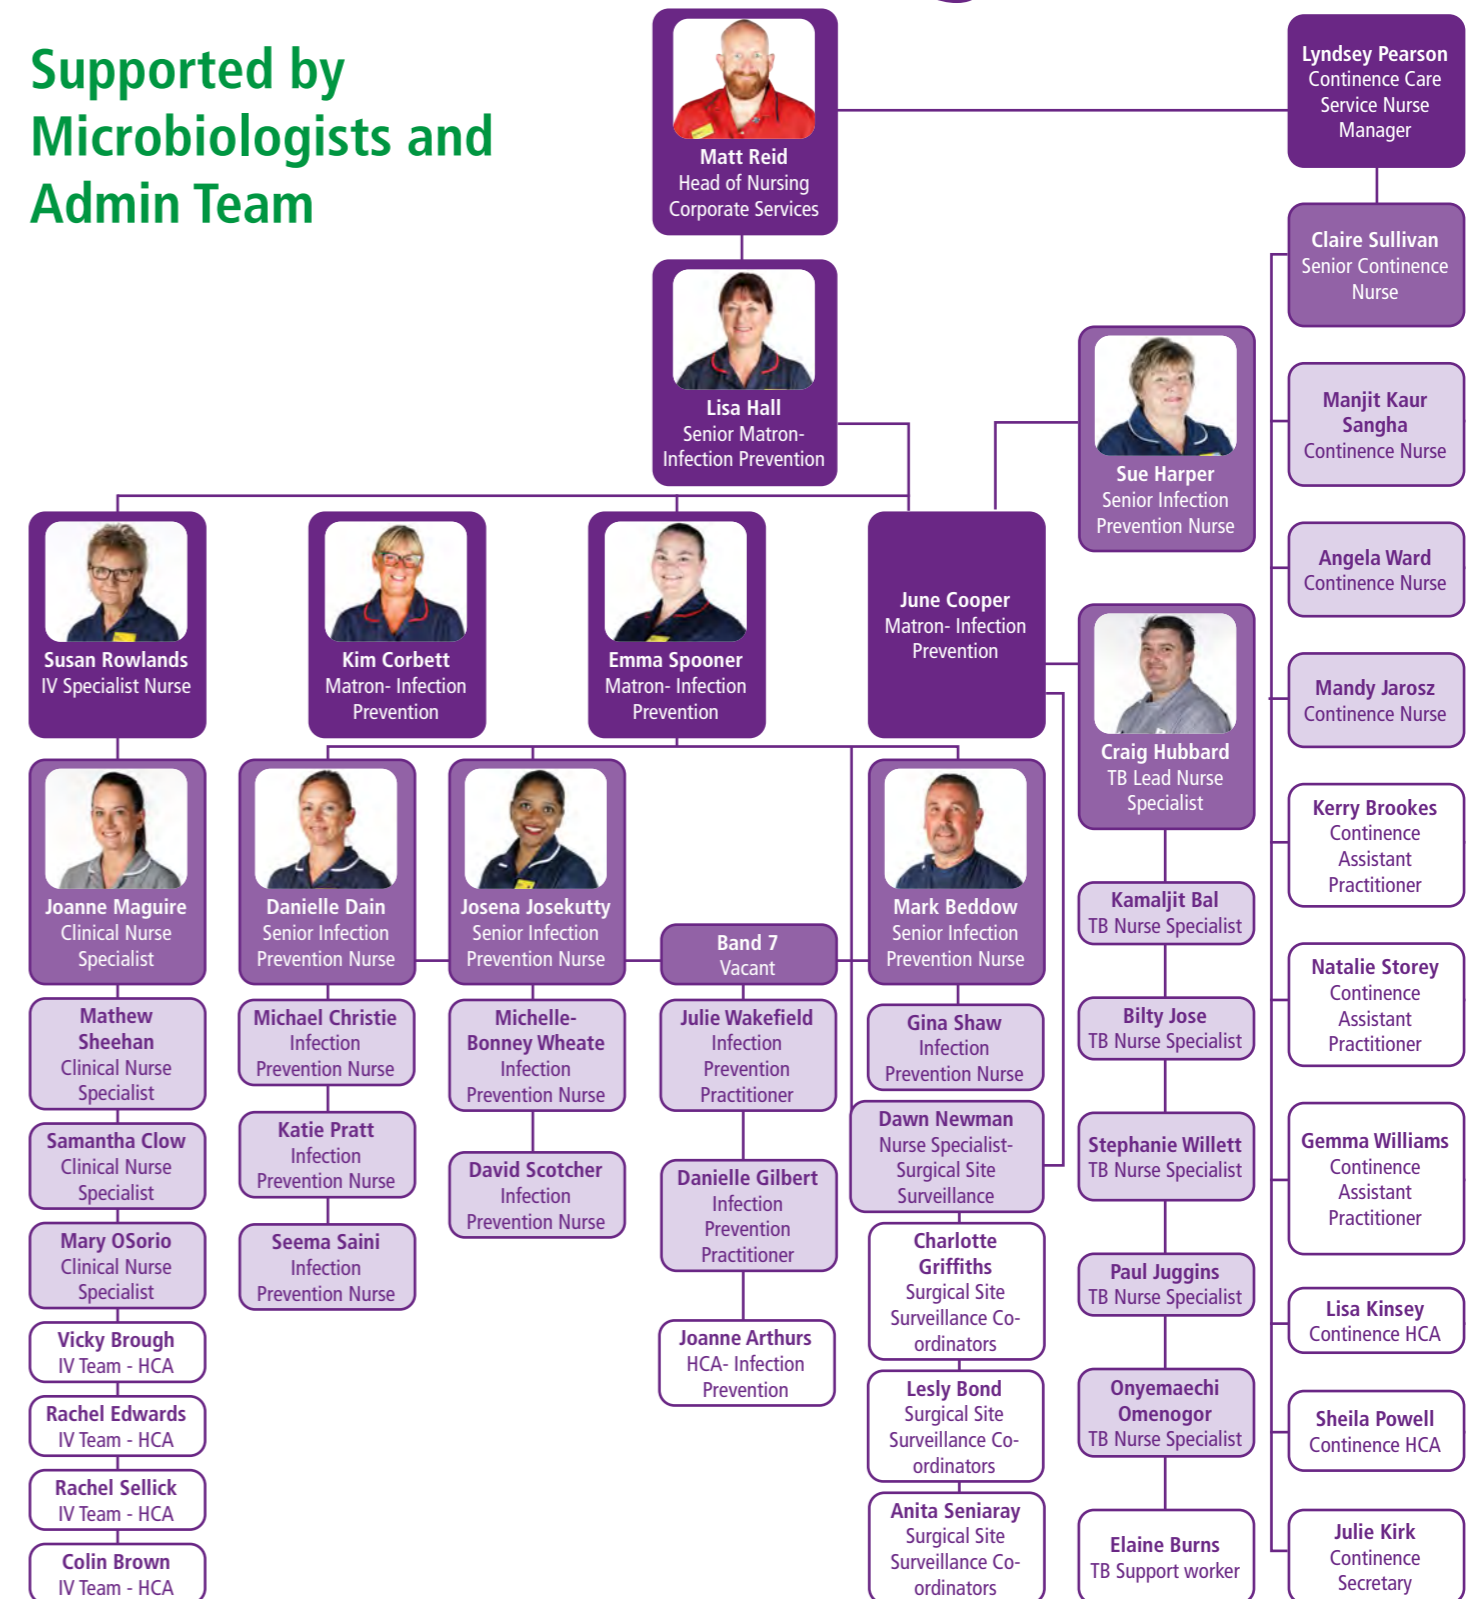 Supported by
Microbiologists and
Admin Team
Matt Reid
Head of Nursing
Corporate Services
Lyndsey Pearson
Continence Care
Service Nurse
Manager
Lisa Hall
Senior Matron-
Infection Prevention
Susan Rowlands
IV Specialist Nurse
Kim Corbett
Matron- Infection
Prevention
Emma Spooner
Matron- Infection
Prevention
June Cooper
Matron- Infection
Prevention
Sue Harper
Senior Infection
Prevention Nurse
Craig Hubbard
TB Lead Nurse
Specialist
Joanne Maguire
Clinical Nurse
Specialist
Mathew
Sheehan
Clinical Nurse
Specialist
Samantha Clow
Clinical Nurse
Specialist
Mary OSorio
Clinical Nurse
Specialist
Vicky Brough
IV Team - HCA
Rachel Edwards
IV Team - HCA
Rachel Sellick
IV Team - HCA
Colin Brown
IV Team - HCA
Danielle Dain
Senior Infection
Prevention Nurse
Michael Christie
Infection
Prevention Nurse
Katie Pratt
Infection
Prevention Nurse
Seema Saini
Infection
Prevention Nurse
Josena Josekutty
Senior Infection
Prevention Nurse
Michelle-
Bonney Wheate
Infection
Prevention Nurse
David Scotcher
Infection
Prevention Nurse
Band 7
Vacant
Julie Wakefield
Infection
Prevention
Practitioner
Danielle Gilbert
Infection
Prevention
Practitioner
Joanne Arthurs
HCA- Infection
Prevention
Mark Beddow
Senior Infection
Prevention Nurse
Gina Shaw
Infection
Prevention Nurse
Dawn Newman
Nurse Specialist-
Surgical Site
Surveillance
Charlotte
Griffiths
Surgical Site
Surveillance Co-
ordinators
Lesly Bond
Surgical Site
Surveillance Co-
ordinators
Anita Seniaray
Surgical Site
Surveillance Co-
ordinators
Kamaljit Bal
TB Nurse Specialist
Bilty Jose
TB Nurse Specialist
Stephanie Willett
TB Nurse Specialist
Paul Juggins
TB Nurse Specialist
Onyemaechi
Omenogor
TB Nurse Specialist
Elaine Burns
TB Support worker
Claire Sullivan
Senior Continence
Nurse
Manjit Kaur
Sangha
Continence Nurse
Angela Ward
Continence Nurse
Mandy Jarosz
Continence Nurse
Kerry Brookes
Continence
Assistant
Practitioner
Natalie Storey
Continence
Assistant
Practitioner
Gemma Williams
Continence
Assistant
Practitioner
Lisa Kinsey
Continence HCA
Sheila Powell
Continence HCA
Julie Kirk
Continence
Secretary